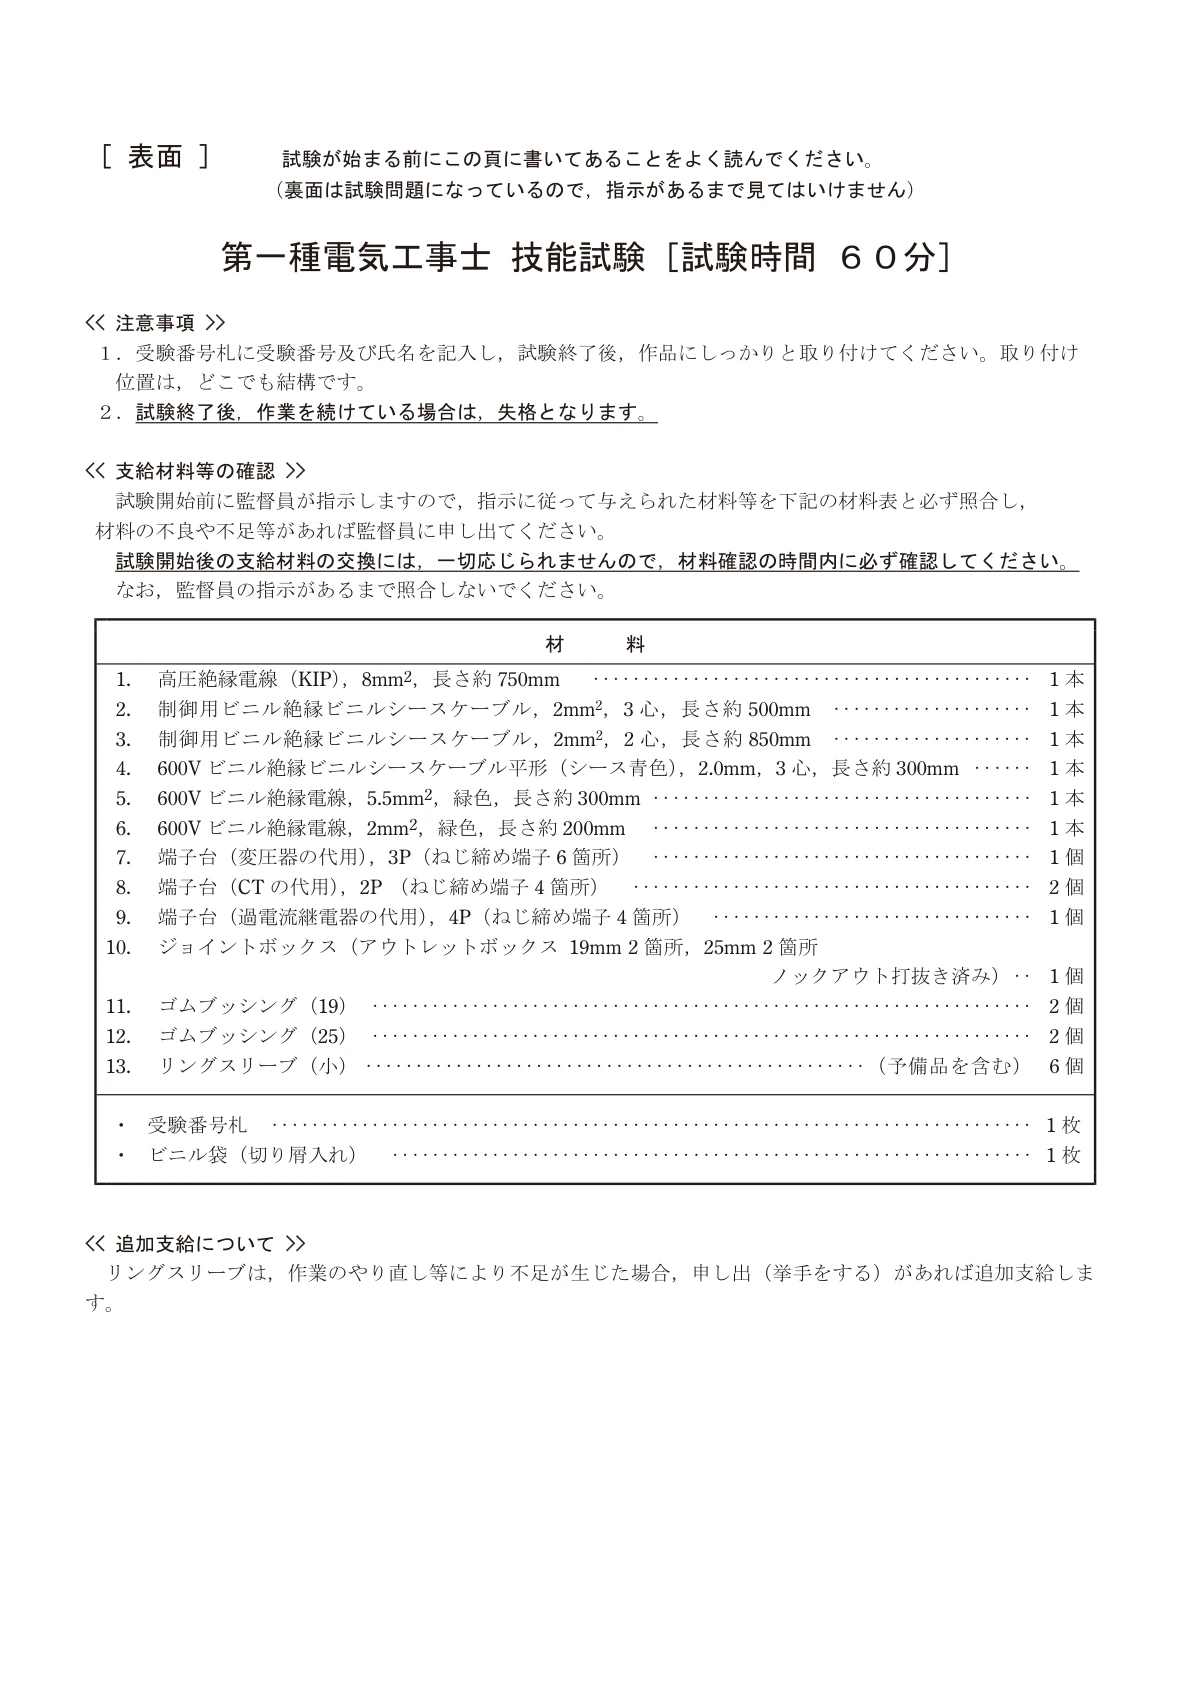 ［ 表面 ］ 試験が始まる前にこの頁に書いてあることをよく読んでください。
（裏面は試験問題になっているので，指示があるまで見てはいけません）
第一種電気工事士 技能試験［試験時間 ６０分］
≪ 注意事項 ≫
１．受験番号札に受験番号及び氏名を記入し，試験終了後，作品にしっかりと取り付けてください。取り付け
位置は，どこでも結構です。
２．試験終了後，作業を続けている場合は，失格となります。
≪ 支給材料等の確認 ≫
試験開始前に監督員が指示しますので，指示に従って与えられた材料等を下記の材料表と必ず照合し，
材料の不良や不足等があれば監督員に申し出てください。
試験開始後の支給材料の交換には，一切応じられませんので，材料確認の時間内に必ず確認してください。
なお，監督員の指示があるまで照合しないでください。
材 料
1. 高圧絶縁電線（KIP），8mm²，長さ約 750mm ･････････････････････････････････････････ 1 本
2. 制御用ビニル絶縁ビニルシースケーブル，2mm²，3 心，長さ約 500mm ････････････････････ 1 本
3. 制御用ビニル絶縁ビニルシースケーブル，2mm²，2 心，長さ約 850mm ････････････････････ 1 本
4. 600V ビニル絶縁ビニルシースケーブル平形（シース青色），2.0mm，3 心，長さ約 300mm ･･････ 1 本
5. 600V ビニル絶縁電線，5.5mm²，緑色，長さ約 300mm ･･････････････････････････････････････ 1 本
6. 600V ビニル絶縁電線，2mm²，緑色，長さ約 200mm ･･････････････････････････････････････ 1 本
7. 端子台（変圧器の代用），3P（ねじ締め端子 6 箇所） ･･････････････････････････････････････ 1 個
8. 端子台（CT の代用），2P （ねじ締め端子 4 箇所） ････････････････････････････････････････ 2 個
9. 端子台（過電流継電器の代用），4P（ねじ締め端子 4 箇所） ････････････････････････････････ 1 個
10. ジョイントボックス（アウトレットボックス 19mm 2 箇所，25mm 2 箇所
ノックアウト打抜き済み） ･･ 1 個
11. ゴムブッシング（19） ･･････････････････････････････････････････････････････････････････ 2 個
12. ゴムブッシング（25） ･･････････････････････････････････････････････････････････････････ 2 個
13. リングスリーブ（小） ･･････････････････････････････････････････････････（予備品を含む） 6 個
・ 受験番号札 ････････････････････････････････････････････････････････････････････････････ 1 枚
・ ビニル袋（切り屑入れ） ････････････････････････････････････････････････････････････････ 1 枚
≪ 追加支給について ≫
リングスリーブは，作業のやり直し等により不足が生じた場合，申し出（挙手をする）があれば追加支給しま
す。